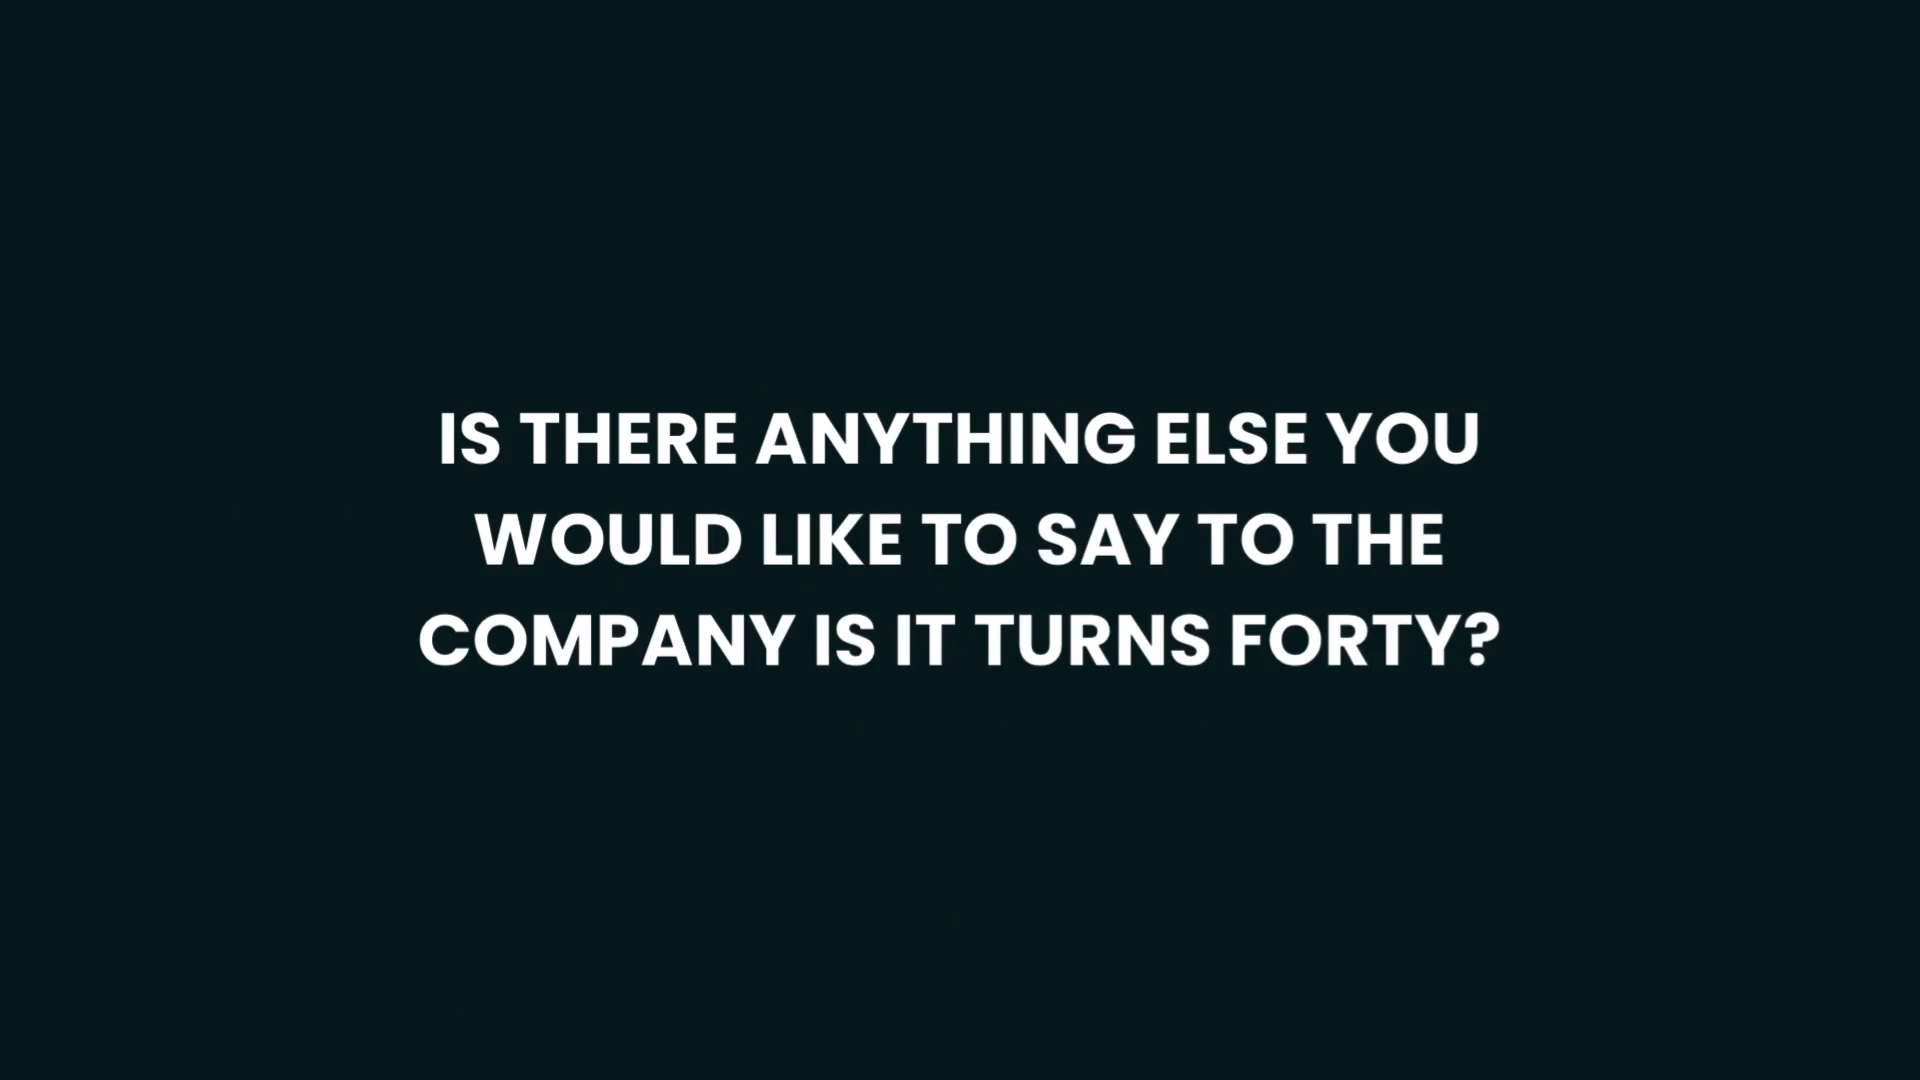 IS THERE ANYTHING ELSE YOU
WOULD LIKE TO SAY TO THE
COMPANY IS IT TURNS FORTY?